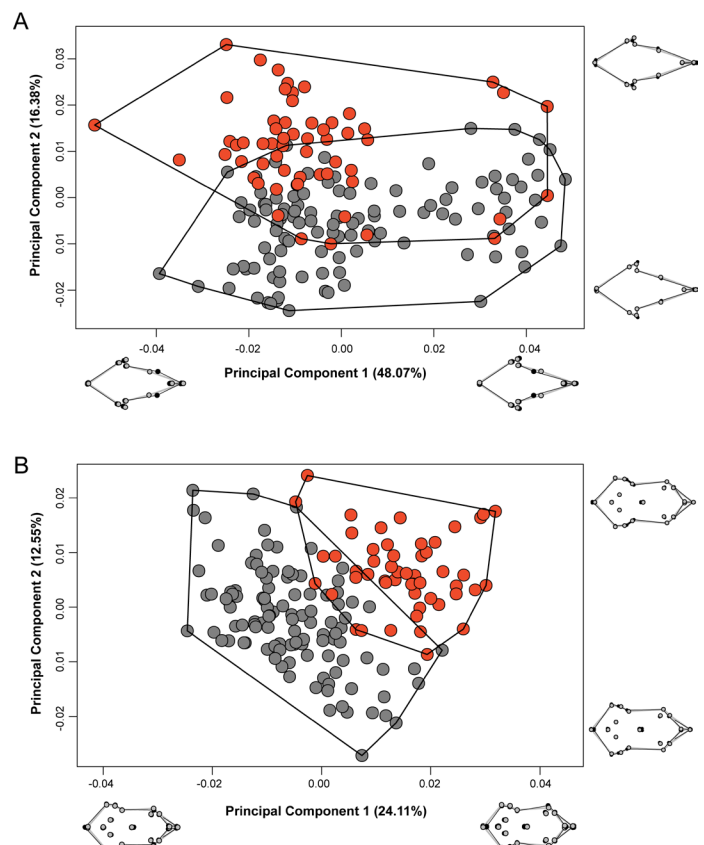 A
0.03
0.02
0.01
0.00
-0.01
-0.02
Principal Component 2 (16.38%)
-0.04 -0.02 0.00 0.02 0.04
Principal Component 1 (48.07%)
B
0.02
0.01
0.00
-0.01
-0.02
Principal Component 2 (12.55%)
-0.04 -0.02 0.00 0.02 0.04
Principal Component 1 (24.11%)